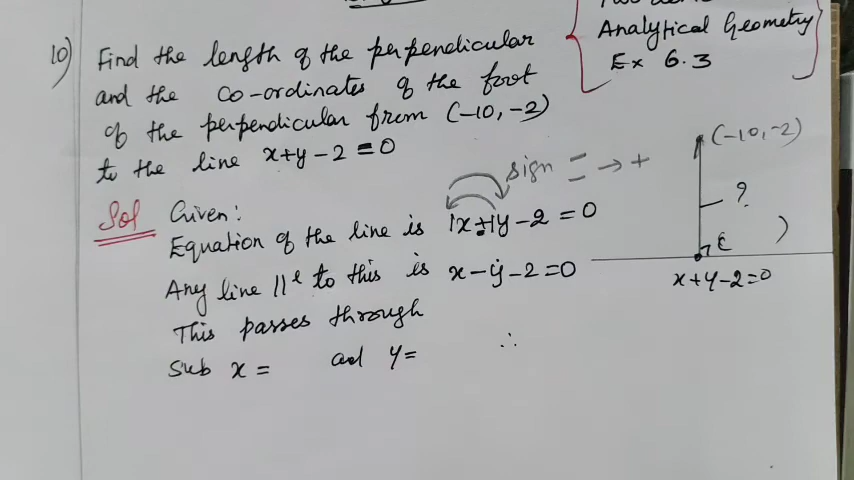 Analytical Geometry
Ex 6.3
10) Find the length of the perpendicular
and the co-ordinates of the foot
of the perpendicular from (-10, -2)
to the line x+y-2=0
(-10, -2)
sign = → +
?
Sol Given:
Equation of the line is 1x+1y-2=0
x+y-2=0
Any line ||l to this is x-y-2=0
This passes through
Sub x= and y= ∴